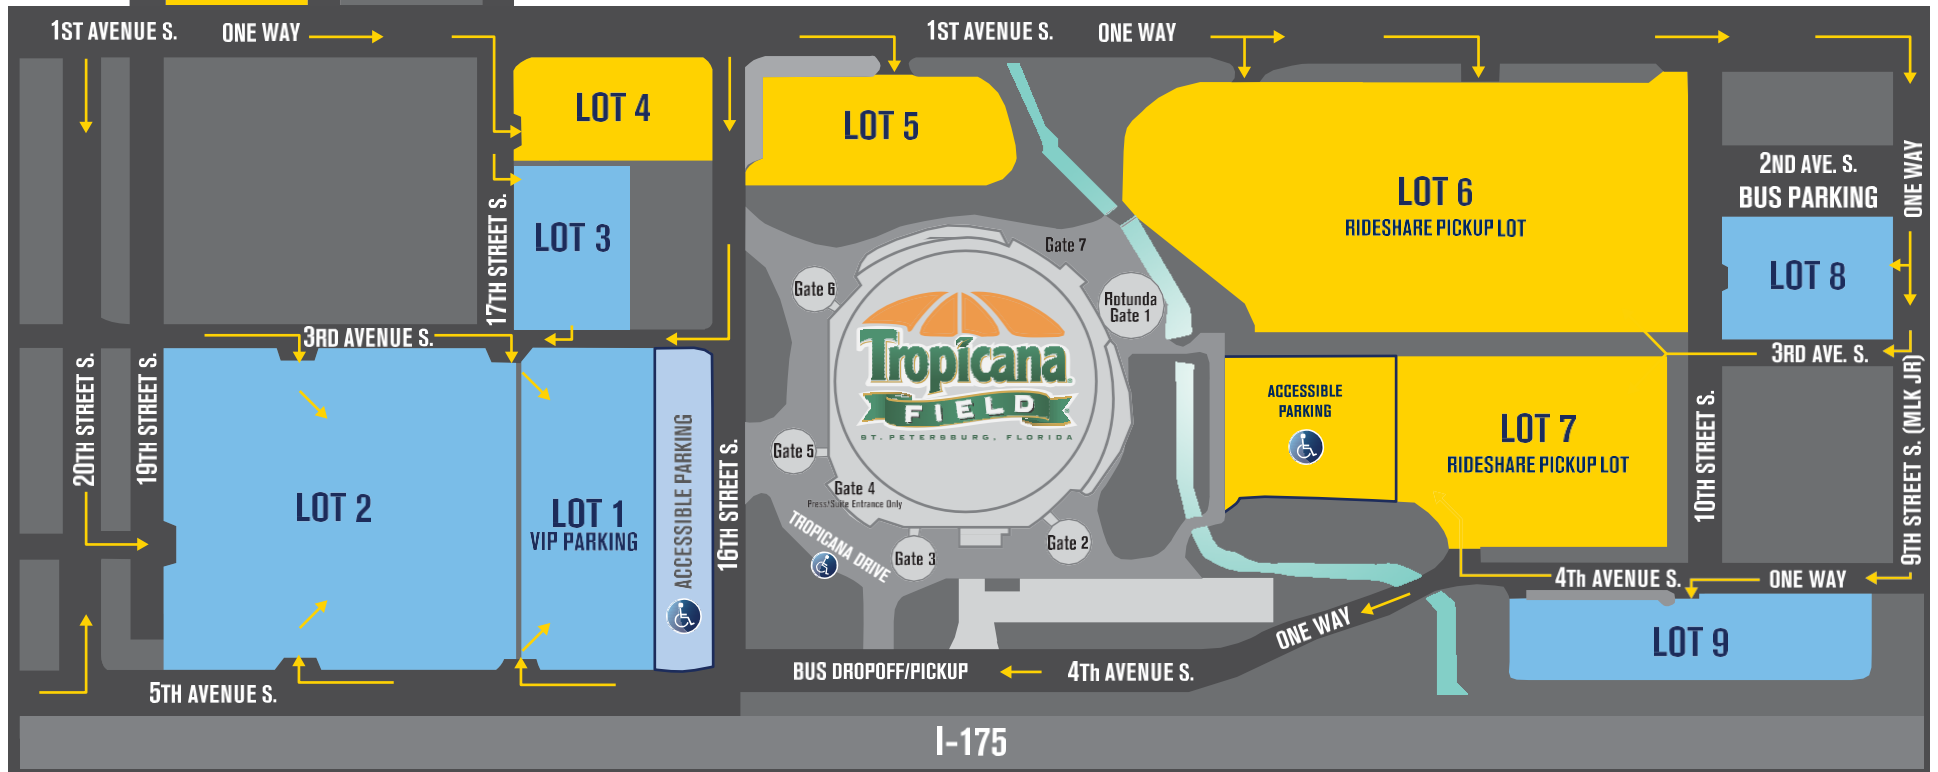 1ST AVENUE S.
ONE WAY
1ST AVENUE S.
ONE WAY
LOT 4
LOT 5
LOT 6
RIDESHARE PICKUP LOT
2ND AVE. S.
BUS PARKING
ONE WAY
17TH STREET S.
LOT 3
Gate 7
Gate 6
Rotunda
Gate 1
LOT 8
3RD AVENUE S.
3RD AVE. S.
Tropicana
FIELD
ST. PETERSBURG, FLORIDA
20TH STREET S.
19TH STREET S.
ACCESSIBLE PARKING
16TH STREET S.
ACCESSIBLE
PARKING
LOT 7
RIDESHARE PICKUP LOT
10TH STREET S.
9TH STREET S. (MLK JR)
Gate 5
Gate 4
Press/Suite Entrance Only
LOT 2
LOT 1
VIP PARKING
TROPICANA DRIVE
Gate 3
Gate 2
4Th AVENUE S.
ONE WAY
ONE WAY
LOT 9
BUS DROPOFF/PICKUP
4Th AVENUE S.
5TH AVENUE S.
I-175